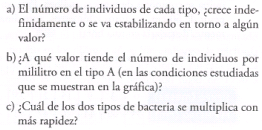 a) El número de individuos de cada tipo, ¿crece inde-
finidamente o se va estabilizando en torno a algún
valor?
b) ¿A qué valor tiende el número de individuos por
mililitro en el tipo A (en las condiciones estudiadas
que se muestran en la gráfica)?
c) ¿Cuál de los dos tipos de bacteria se multiplica con
más rapidez?